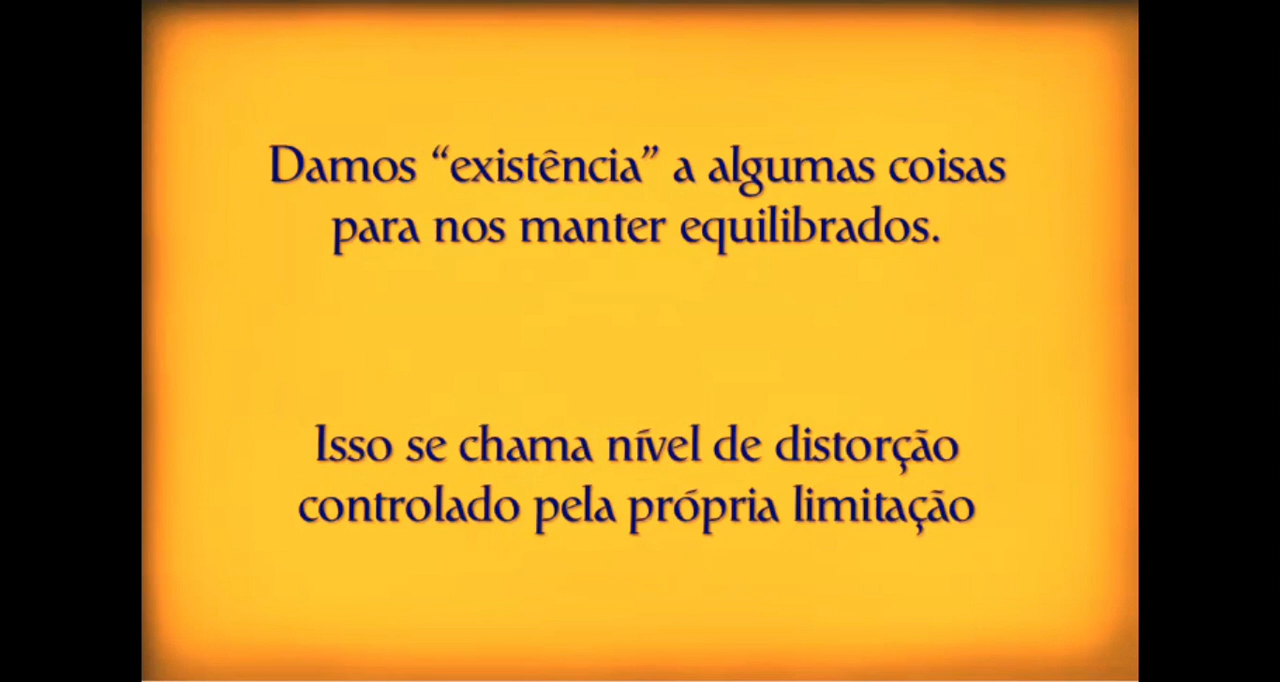 Damos “existência” a algumas coisas
para nos manter equilibrados.
Isso se chama nível de distorção
controlado pela própria limitação